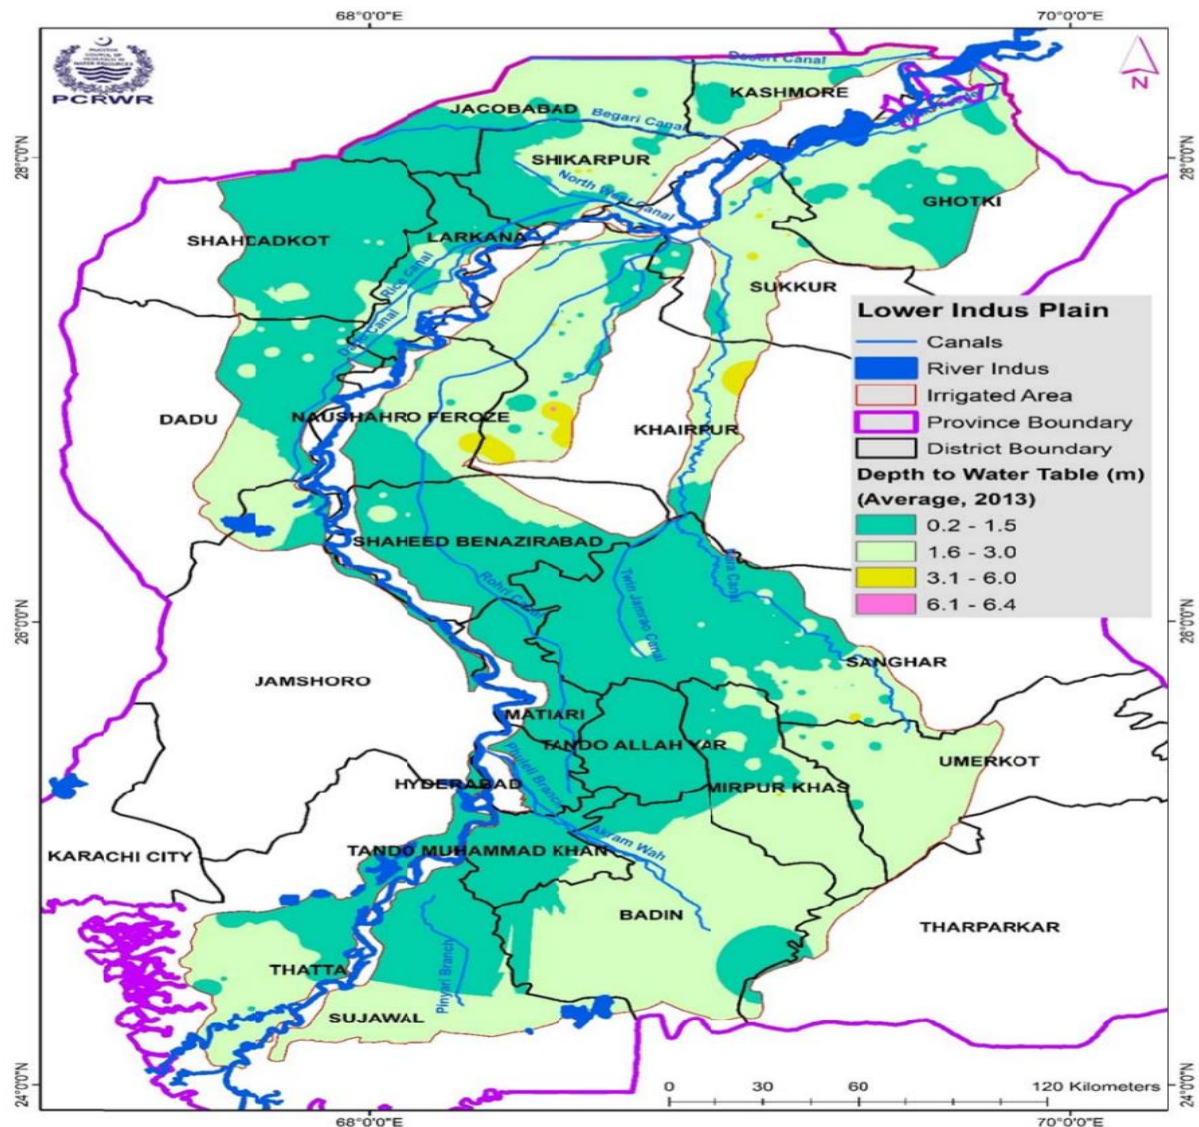 68°0'0"E
70°0'0"E
PCRWR
N
Desert Canal
KASHMORE
JACOBABAD
Begari Canal
28°0'0"N
28°0'0"N
SHIKARPUR
North West Canal
GHOTKI
SHAHDADKOT
LARKANA
Rice Canal
SUKKUR
Dadu Canal
Lower Indus Plain
Canals
River Indus
Irrigated Area
Province Boundary
District Boundary
Depth to Water Table (m)
(Average, 2013)
0.2 - 1.5
1.6 - 3.0
3.1 - 6.0
6.1 - 6.4
DADU
NAUSHAHRO FEROZE
KHAIRPUR
SHAHEED BENAZIRABAD
Rohri Canal
Twin Jamrao Canal
Nara Canal
26°0'0"N
26°0'0"N
SANGHAR
JAMSHORO
MATIARI
TANDO ALLAH YAR
Phuleli Branch
UMERKOT
HYDERABAD
MIRPUR KHAS
Akram Wah
KARACHI CITY
TANDO MUHAMMAD KHAN
BADIN
THARPARKAR
Pinyari Branch
THATTA
SUJAWAL
24°0'0"N
24°0'0"N
0 30 60 120 Kilometers
68°0'0"E
70°0'0"E